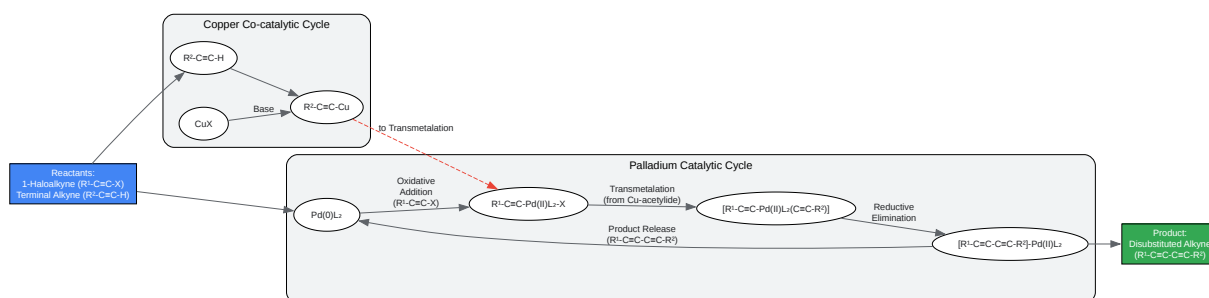 Copper Co-catalytic Cycle
R²-C≡C-H
CuX
Base
R²-C≡C-Cu
to Transmetalation
Reactants:
1-Haloalkyne (R¹-C≡C-X)
Terminal Alkyne (R²-C≡C-H)
Palladium Catalytic Cycle
Pd(0)L₂
Oxidative
Addition
(R¹-C≡C-X)
R¹-C≡C-Pd(II)L₂-X
Transmetalation
(from Cu-acetylide)
[R¹-C≡C-Pd(II)L₂(C≡C-R²)]
Reductive
Elimination
Product Release
(R¹-C≡C-C≡C-R²)
[R¹-C≡C-C≡C-R²]-Pd(II)L₂
Product:
Disubstituted Alkyne
(R¹-C≡C-C≡C-R²)